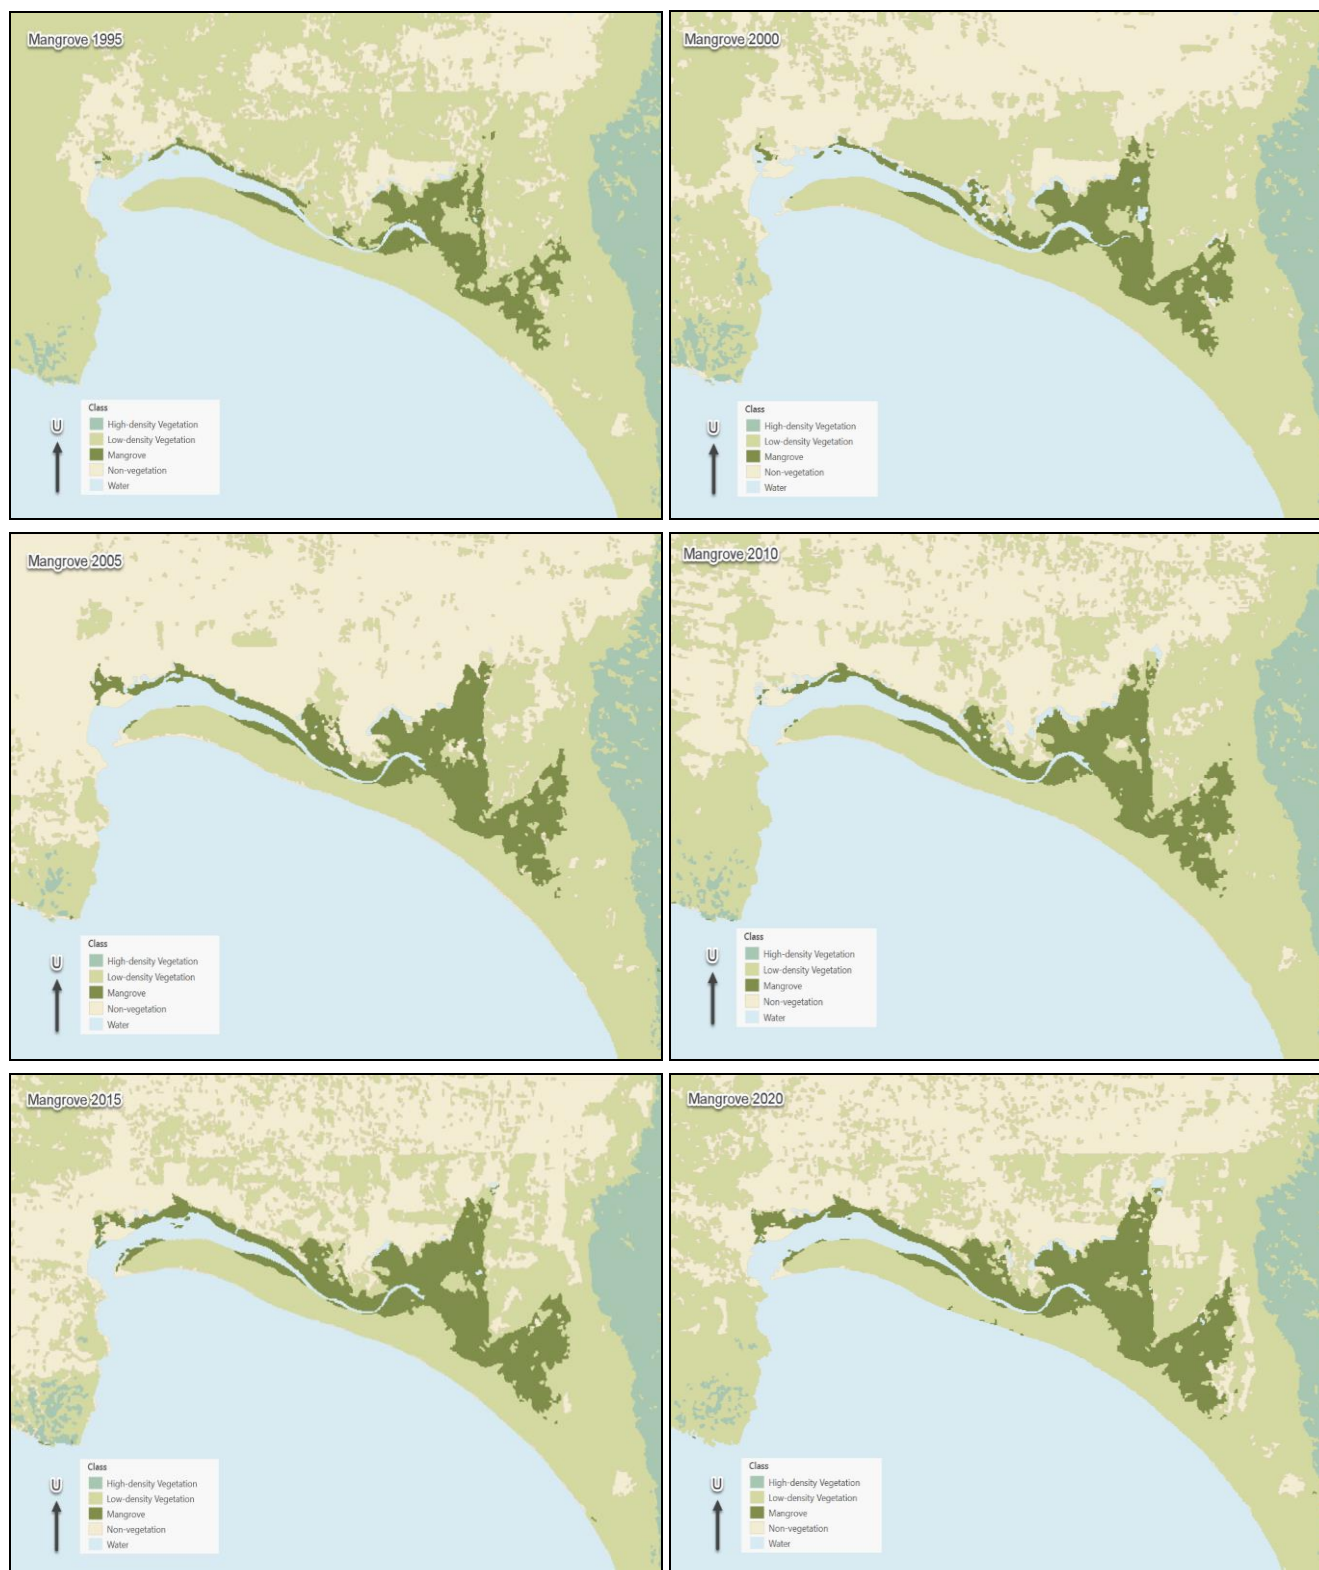 Mangrove 1995
U
Class
High-density Vegetation
Low-density Vegetation
Mangrove
Non-vegetation
Water
Mangrove 2000
U
Class
High-density Vegetation
Low-density Vegetation
Mangrove
Non-vegetation
Water
Mangrove 2005
U
Class
High-density Vegetation
Low-density Vegetation
Mangrove
Non-vegetation
Water
Mangrove 2010
U
Class
High-density Vegetation
Low-density Vegetation
Mangrove
Non-vegetation
Water
Mangrove 2015
U
Class
High-density Vegetation
Low-density Vegetation
Mangrove
Non-vegetation
Water
Mangrove 2020
U
Class
High-density Vegetation
Low-density Vegetation
Mangrove
Non-vegetation
Water